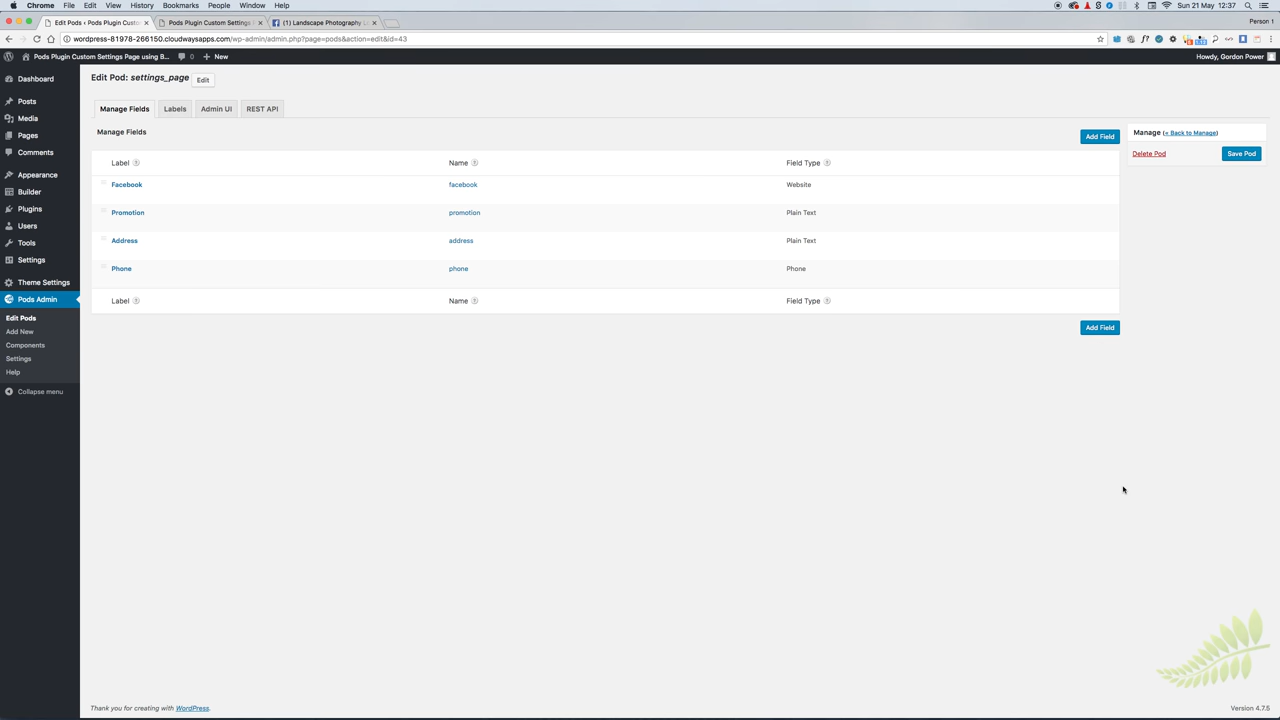 Chrome File Edit View History Bookmarks People Window Help Sun 21 May 12:37
Edit Pods ‹ Pods Plugin Custom Pods Plugin Custom Settings (1) Landscape Photography Person 1
wordpress-81978-266150.cloudwaysapps.com/wp-admin/admin.php?page=pods&action=edit&id=43
Pods Plugin Custom Settings Page using B... 0 + New Howdy, Gordon Power
Edit Pod: settings_page Edit
Manage Fields Labels Admin UI REST API
Manage Fields Add Field
Manage (« Back to Manage)
Delete Pod Save Pod
Label Name Field Type
Facebook facebook Website
Promotion promotion Plain Text
Address address Plain Text
Phone phone Phone
Label Name Field Type
Add Field
Dashboard
Posts
Media
Pages
Comments
Appearance
Builder
Plugins
Users
Tools
Settings
Theme Settings
Pods Admin
Edit Pods
Add New
Components
Settings
Help
Collapse menu
Thank you for creating with WordPress. Version 4.7.5